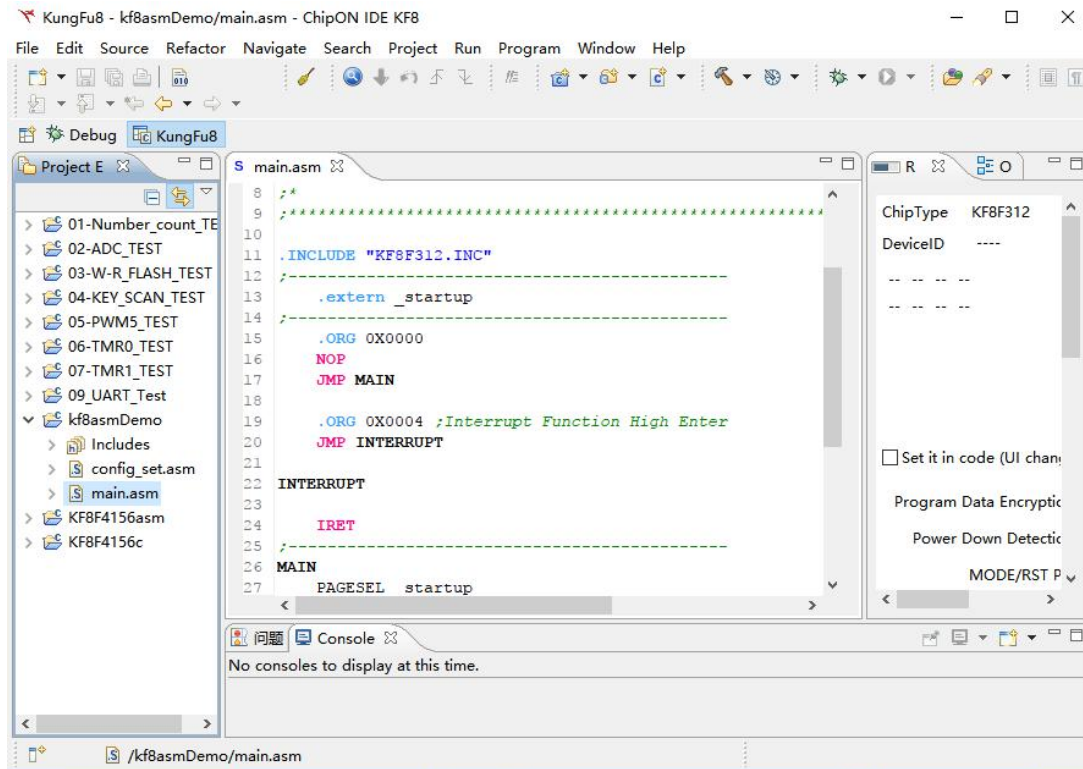 KungFu8 - kf8asmDemo/main.asm - ChipON IDE KF8
File Edit Source Refactor Navigate Search Project Run Program Window Help
Debug KungFu8
Project E
01-Number_count_TE
02-ADC_TEST
03-W-R_FLASH_TEST
04-KEY_SCAN_TEST
05-PWM5_TEST
06-TMR0_TEST
07-TMR1_TEST
09_UART_Test
kf8asmDemo
Includes
config_set.asm
main.asm
KF8F4156asm
KF8F4156c
main.asm
8 ;*
9 ;*******************************************************
10
11 .INCLUDE "KF8F312.INC"
12 ;---------------------------------------------
13 .extern _startup
14 ;---------------------------------------------
15 .ORG 0X0000
16 NOP
17 JMP MAIN
18
19 .ORG 0X0004 ;Interrupt Function High Enter
20 JMP INTERRUPT
21
22 INTERRUPT
23
24 IRET
25 ;---------------------------------------------
26 MAIN
27 PAGESEL _startup
R O
ChipType KF8F312
DeviceID ----
-- -- -- --
-- -- -- --
Set it in code (UI chan
Program Data Encryptic
Power Down Detectic
MODE/RST P
问题 Console
No consoles to display at this time.
/kf8asmDemo/main.asm